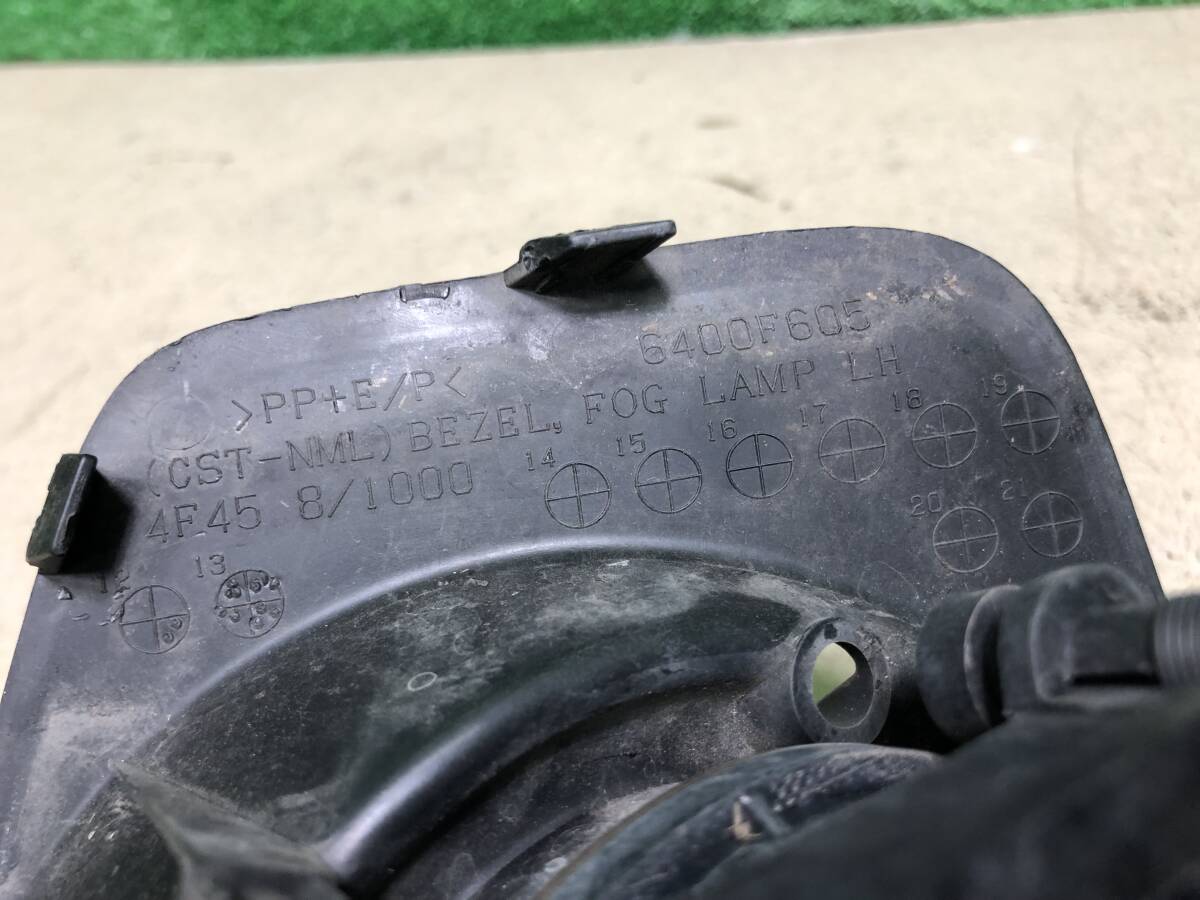 6400F605
>PP+E/P<
(CST-NML) BEZEL, FOG LAMP LH
4F45 8/1000
14 15 16 17 18 19
20 21
12 13